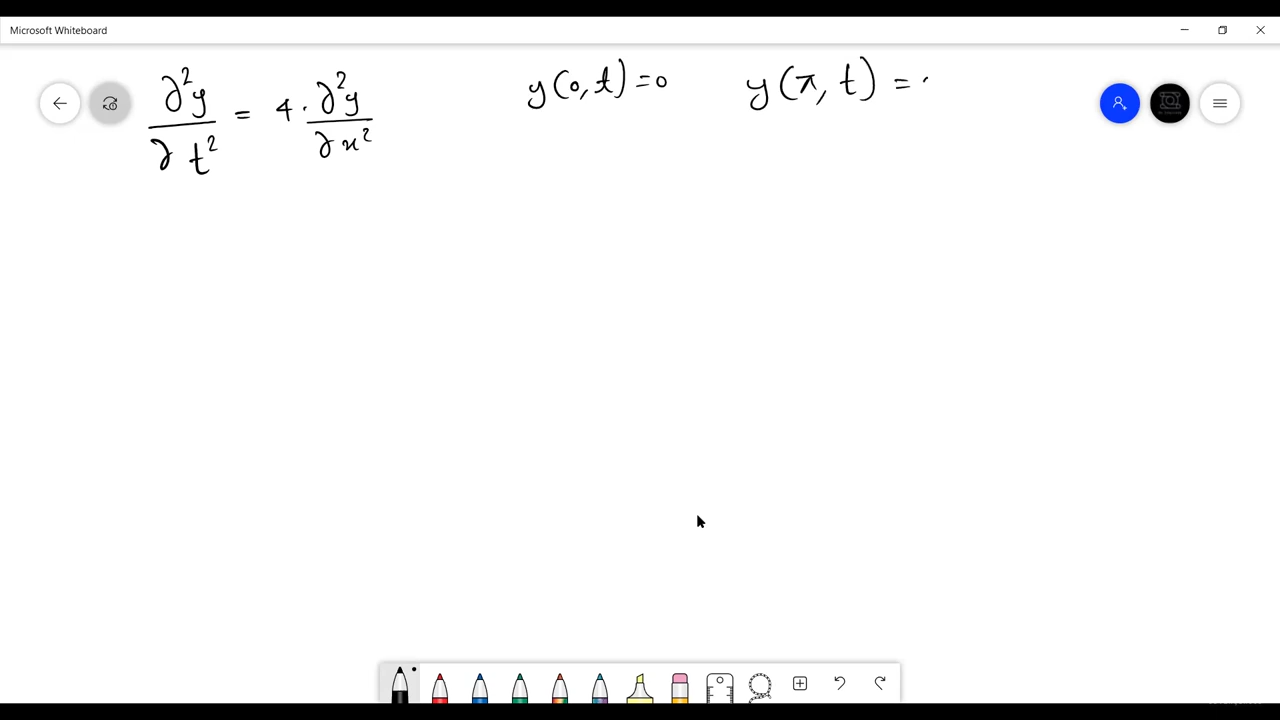 Microsoft Whiteboard
∂²y/∂t² = 4 · ∂²y/∂x² y(0,t)=0 y(π,t) =